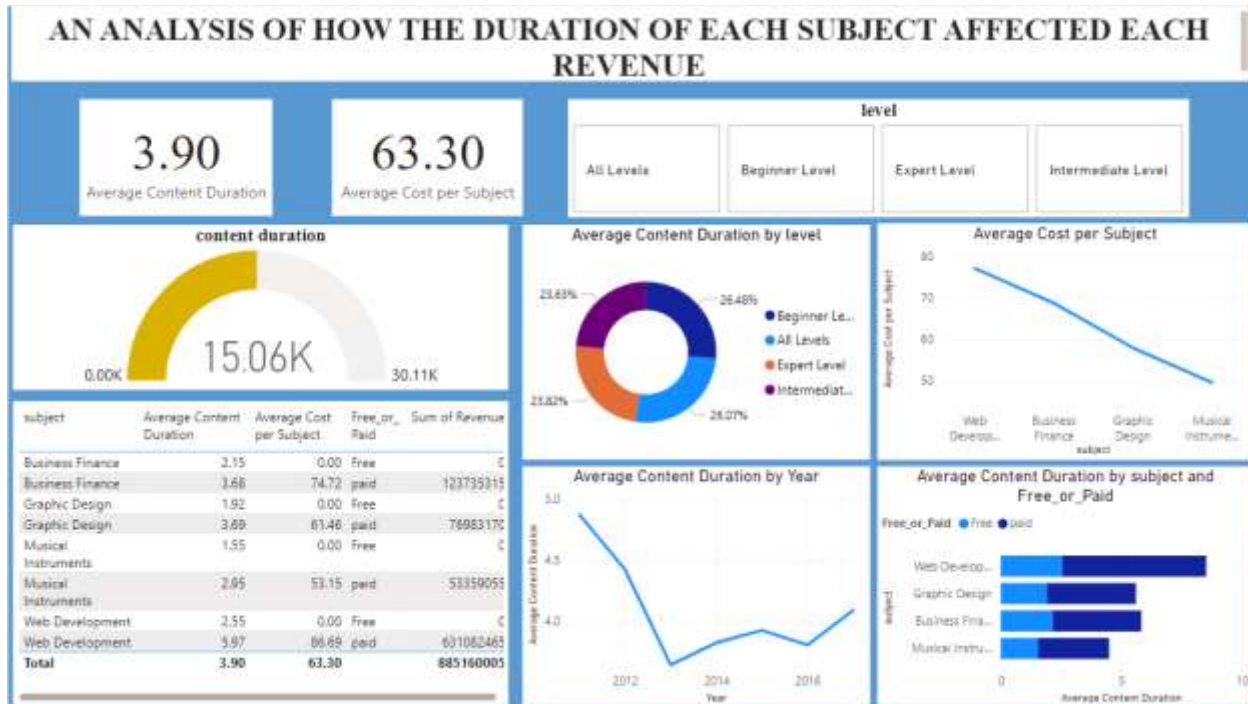 AN ANALYSIS OF HOW THE DURATION OF EACH SUBJECT AFFECTED EACH
REVENUE
3.90
Average Content Duration
63.30
Average Cost per Subject
level
All Levels
Beginner Level
Expert Level
Intermediate Level
content duration
15.06K
0.00K
30.11K
Average Content Duration by level
23.63%
26.48%
23.82%
26.07%
Beginner Le...
All Levels
Expert Level
Intermediat...
Average Cost per Subject
Average Cost per Subject
80
70
60
50
Web Develop...
Business Finance
Graphic Design
Musical Instrume...
subject
subject Average Content Duration Average Cost per Subject Free_or_Paid Sum of Revenue
Business Finance 2.15 0.00 Free
Business Finance 3.68 74.72 paid 123735315
Graphic Design 1.92 0.00 Free
Graphic Design 3.69 61.46 paid 76983170
Musical Instruments 1.55 0.00 Free
Musical Instruments 2.95 53.15 paid 53359055
Web Development 2.55 0.00 Free
Web Development 5.97 86.69 paid 631082465
Total 3.90 63.30 885160005
Average Content Duration by Year
Average Content Duration
5.0
4.5
4.0
2012
2014
2016
Year
Average Content Duration by subject and
Free_or_Paid
Free_or_Paid Free paid
subject
Web Develop...
Graphic Design
Business Fina...
Musical Instru...
0
5
10
Average Content Duration